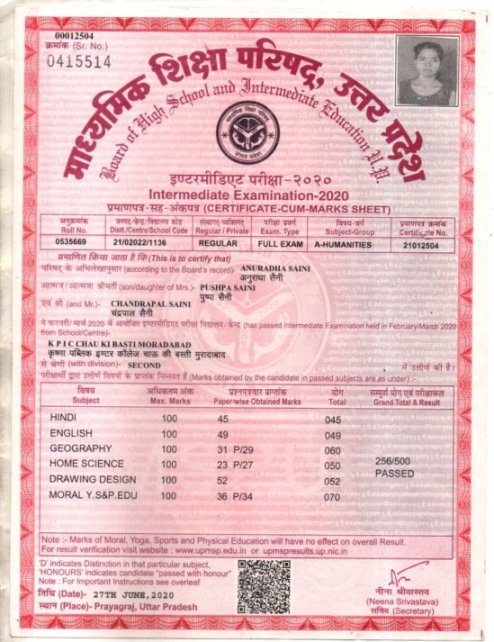 00012504
क्रमांक (Sr. No.)
0415514
माध्यमिक शिक्षा परिषद, उत्तर प्रदेश
Board of High School and Intermediate Education U.P.
इण्टरमीडिएट परीक्षा-२०२०
Intermediate Examination-2020
प्रमाणपत्र-सह-अंकपत्र (CERTIFICATE-CUM-MARKS SHEET)
अनुक्रमांक जनपद/केन्द्र/विद्यालय कोड संस्थागत/व्यक्तिगत परीक्षा प्रकार विषय-वर्ग प्रमाणपत्र क्रमांक
Roll No. Distt./Centre/School Code Regular / Private Exam. Type Subject-Group Certificate No.
0535669 21/02022/1136 REGULAR FULL EXAM A-HUMANITIES 21012504
प्रमाणित किया जाता है कि (This is to certify that)
परिषद के अभिलेखानुसार (according to the Board's record)- ANURADHA SAINI
अनुराधा सैनी
आत्मज / आत्मजा श्रीमती (son/daughter of Mrs.)- PUSHPA SAINI
पुष्पा सैनी
एवं श्री (and Mr.)- CHANDRAPAL SAINI
चंद्रपाल सैनी
ने फरवरी/मार्च 2020 में आयोजित इण्टरमीडिएट परीक्षा विद्यालय/केन्द्र (has passed Intermediate Examination held in February/March 2020
from School/Centre)-
K P I C CHAU KI BASTI MORADABAD
कृष्णा पब्लिक इण्टर कॉलेज चाऊ की बस्ती मुरादाबाद
से श्रेणी (with division)- SECOND में उत्तीर्ण की है।
परीक्षार्थी द्वारा उत्तीर्ण विषयों के प्राप्तांक निम्नवत हैं (Marks obtained by the candidate in passed subjects are as under) :-
विषय अधिकतम अंक प्रश्नपत्रवार प्राप्तांक योग सम्पूर्ण योग एवं परीक्षाफल
Subject Max. Marks Paperwise Obtained Marks Total Grand Total & Result
HINDI 100 45 045
ENGLISH 100 49 049
GEOGRAPHY 100 31 P/29 060
HOME SCIENCE 100 23 P/27 050 256/500
PASSED
DRAWING DESIGN 100 52 052
MORAL Y.S&P.EDU 100 36 P/34 070
Note :- Marks of Moral, Yoga, Sports and Physical Education will have no effect on overall Result.
For result verification visit website : www.upmsp.edu.in or upmspresults.up.nic.in
'D' indicates Distinction in that particular subject,
'HONOURS' indicates candidate "passed with honour"
Note : For Important Instructions see overleaf
तिथि (Date)- 27TH JUNE,2020
स्थान (Place)- Prayagraj, Uttar Pradesh
नीना श्रीवास्तव
(Neena Srivastava)
सचिव (Secretary)